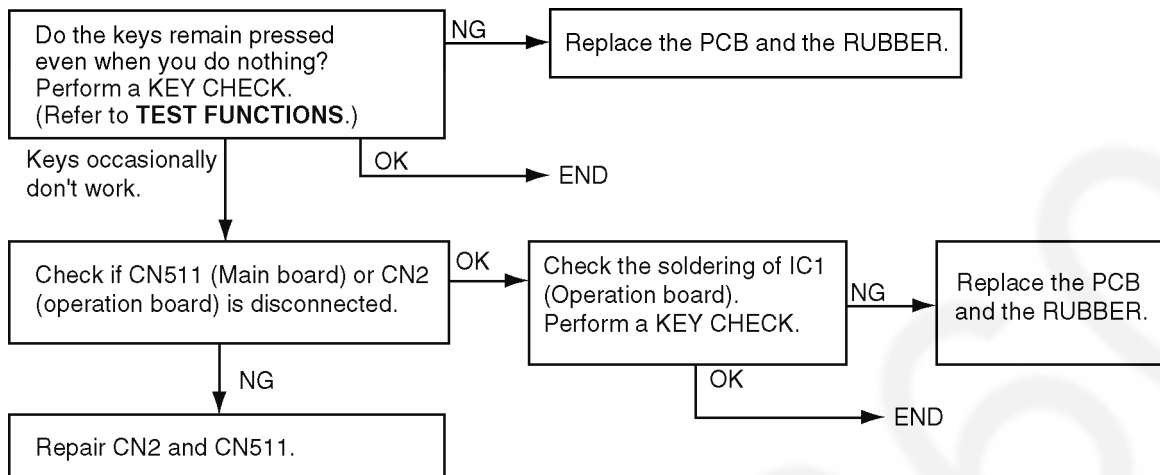 Do the keys remain pressed
even when you do nothing?
Perform a KEY CHECK.
(Refer to TEST FUNCTIONS.)
NG
Replace the PCB and the RUBBER.
Keys occasionally
don't work.
OK
END
Check if CN511 (Main board) or CN2
(operation board) is disconnected.
OK
Check the soldering of IC1
(Operation board).
Perform a KEY CHECK.
NG
Replace the PCB
and the RUBBER.
NG
OK
END
Repair CN2 and CN511.